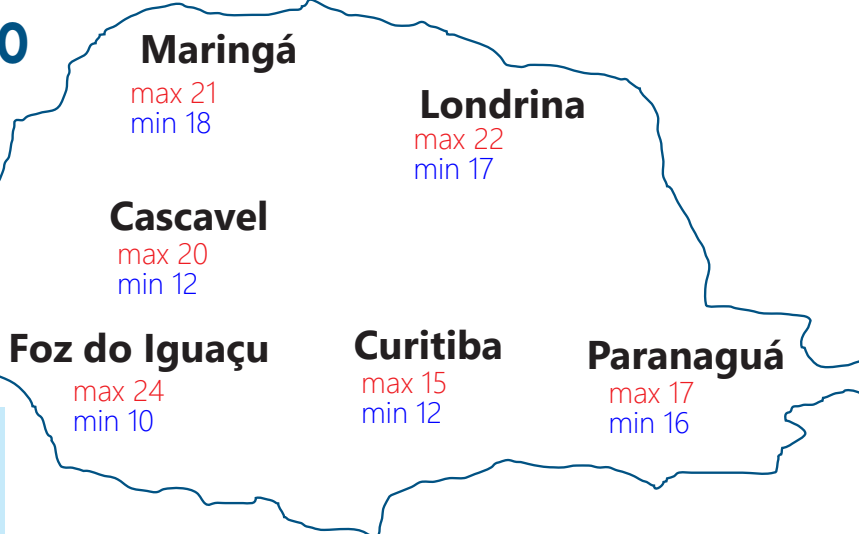 o
Maringá
max 21
min 18
Londrina
max 22
min 17
Cascavel
max 20
min 12
Foz do Iguaçu
max 24
min 10
Curitiba
max 15
min 12
Paranaguá
max 17
min 16